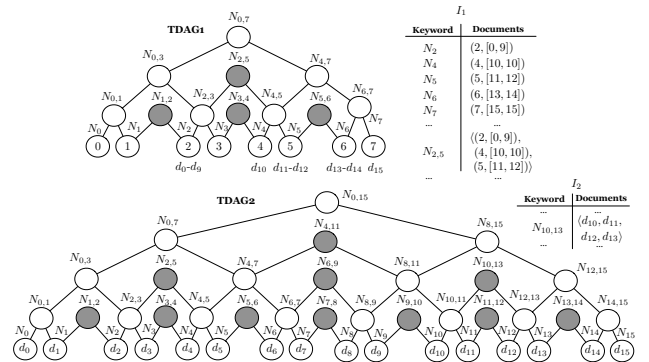 TDAG1
N0,7
N0,3 N2,5 N4,7
N0,1 N1,2 N2,3 N3,4 N4,5 N5,6 N6,7
N0 N1 N2 N3 N4 N5 N6 N7
0 1 2 3 4 5 6 7
d0-d9 d10 d11-d12 d13-d14 d15
I1
Keyword Documents
N2 (2, [0, 9])
N4 (4, [10, 10])
N5 (5, [11, 12])
N6 (6, [13, 14])
N7 (7, [15, 15])
... ...
⟨(2, [0, 9]),
N2,5 (4, [10, 10]),
(5, [11, 12])⟩
... ...
I2
Keyword Documents
... ...
N10,13 ⟨d10, d11,
d12, d13⟩
... ...
TDAG2
N0,15
N0,7 N4,11 N8,15
N0,3 N2,5 N4,7 N6,9 N8,11 N10,13 N12,15
N0,1 N1,2 N2,3 N3,4 N4,5 N5,6 N6,7 N7,8 N8,9 N9,10 N10,11 N11,12 N12,13 N13,14 N14,15
N0 N1 N2 N3 N4 N5 N6 N7 N8 N9 N10 N11 N12 N13 N14 N15
d0 d1 d2 d3 d4 d5 d6 d7 d8 d9 d10 d11 d12 d13 d14 d15